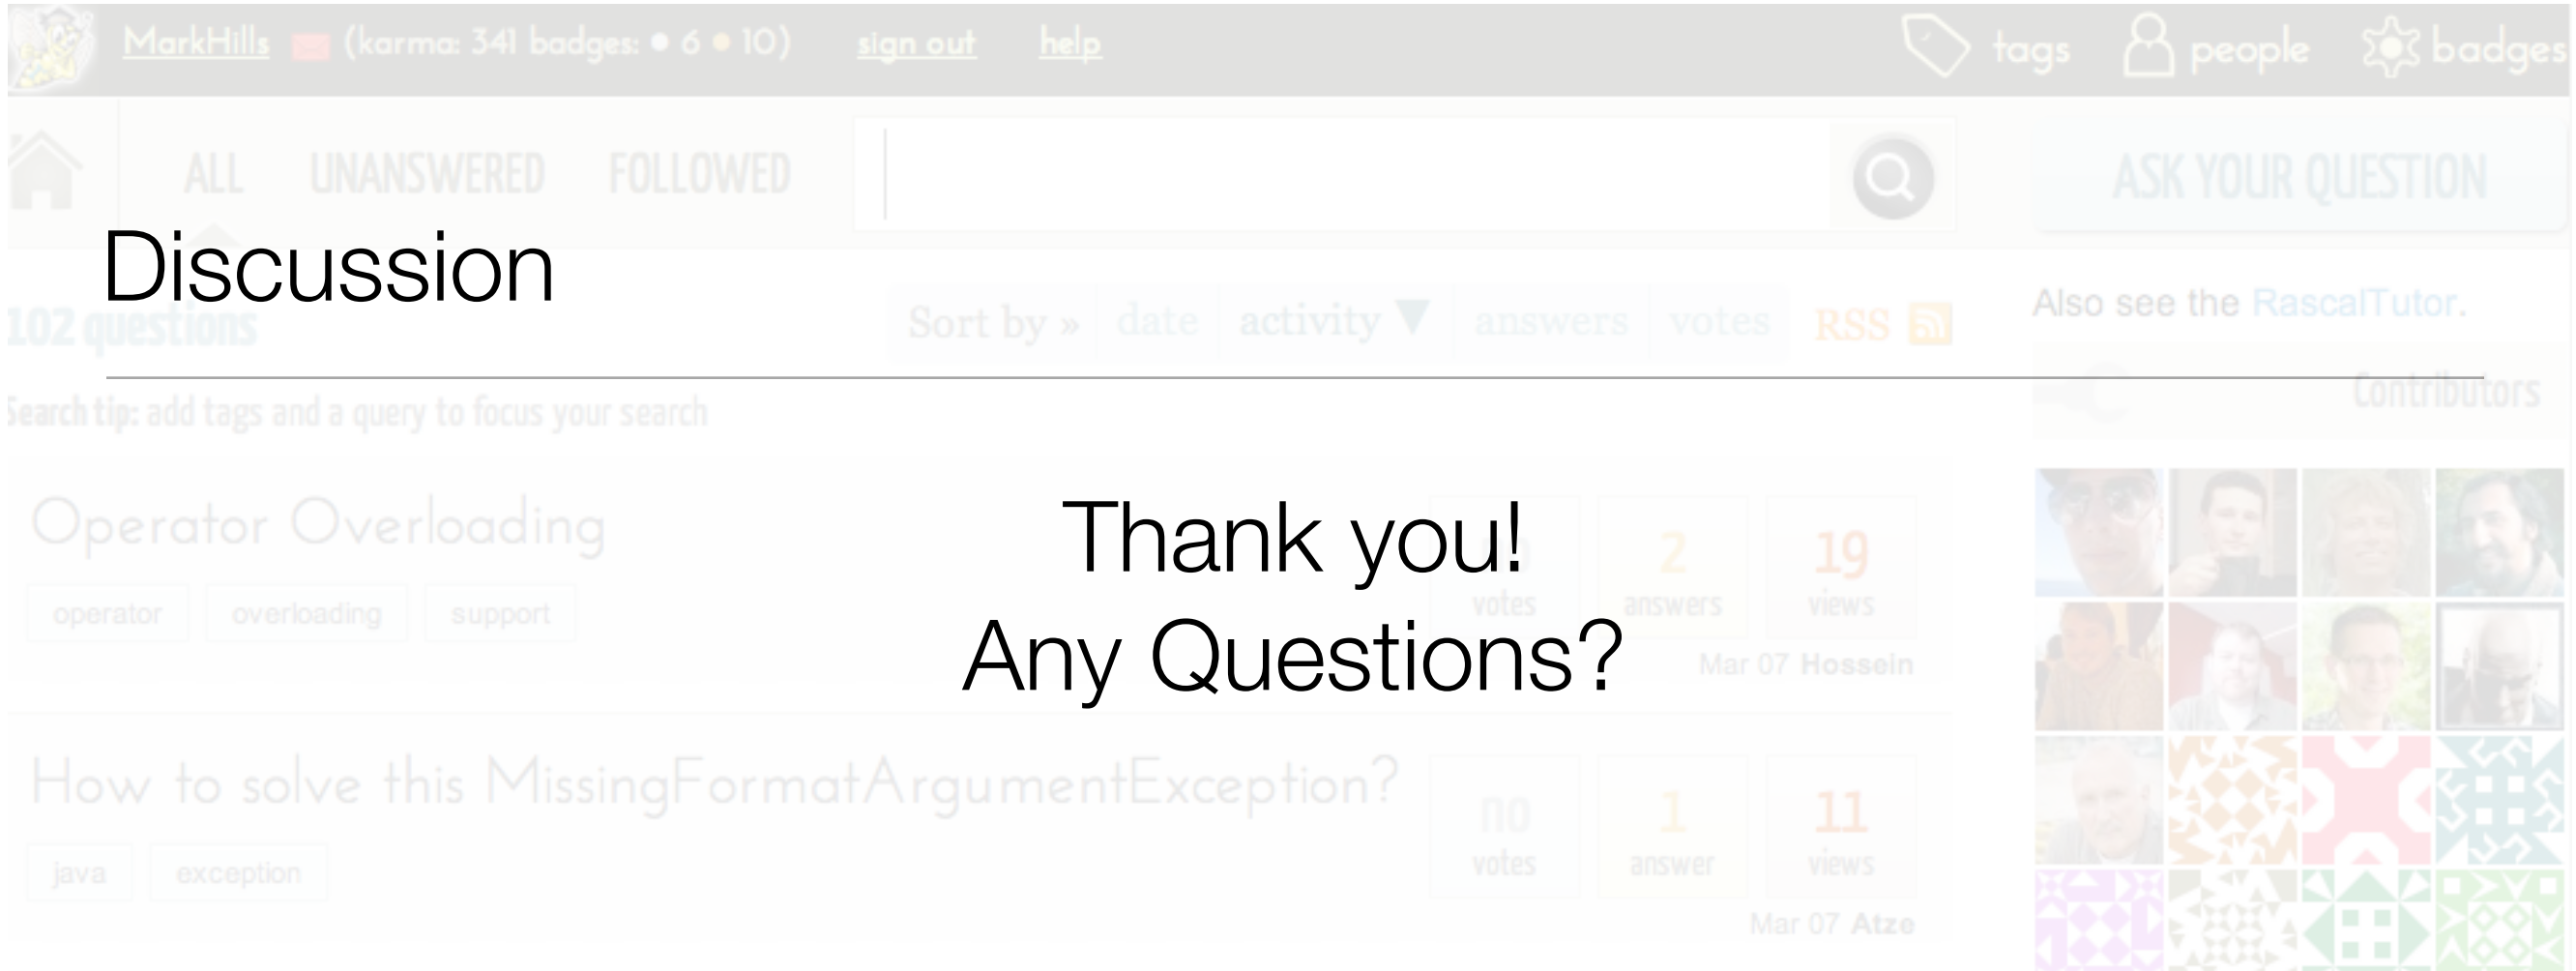 MarkHills (karma: 341 badges: ● 6 ● 10) sign out help tags people badges
ALL UNANSWERED FOLLOWED ASK YOUR QUESTION
Discussion
102 questions Sort by » date activity ▼ answers votes RSS Also see the RascalTutor.
Contributors
Search tip: add tags and a query to focus your search
Operator Overloading
Thank you!
no votes 2 answers 19 views
operator overloading support
Any Questions?
Mar 07 Hossein
How to solve this MissingFormatArgumentException?
no votes 1 answer 11 views
java exception
Mar 07 Atze